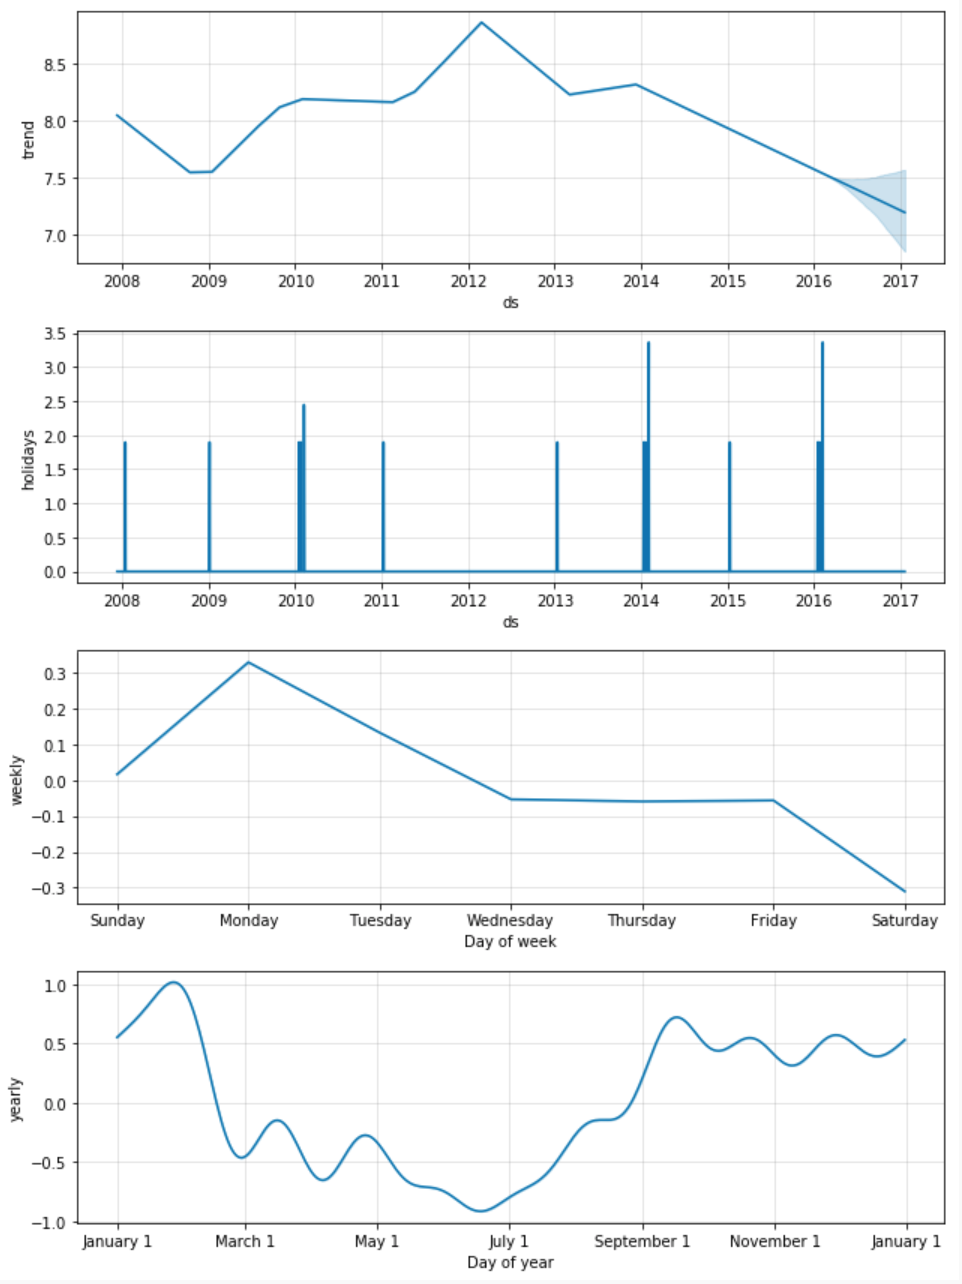 8.5
8.0
7.5
7.0
trend
2008 2009 2010 2011 2012 2013 2014 2015 2016 2017
ds
3.5
3.0
2.5
2.0
1.5
1.0
0.5
0.0
holidays
2008 2009 2010 2011 2012 2013 2014 2015 2016 2017
ds
0.3
0.2
0.1
0.0
−0.1
−0.2
−0.3
weekly
Sunday Monday Tuesday Wednesday Thursday Friday Saturday
Day of week
1.0
0.5
0.0
−0.5
−1.0
yearly
January 1 March 1 May 1 July 1 September 1 November 1 January 1
Day of year